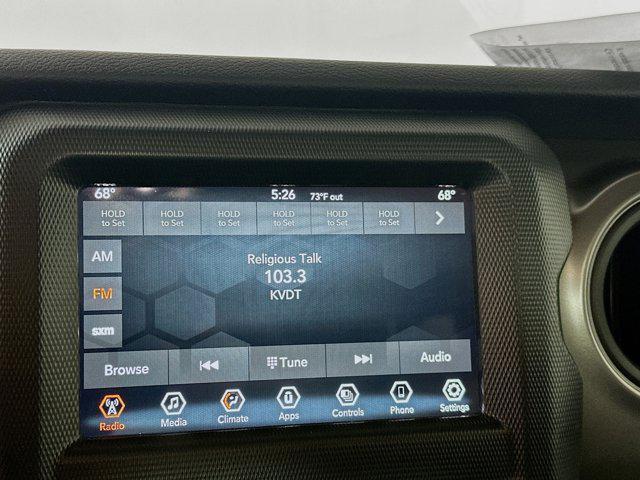 68° 5:26 73°F out 68°
HOLD to Set HOLD to Set HOLD to Set HOLD to Set HOLD to Set HOLD to Set
AM
Religious Talk
103.3
FM
KVDT
sxm
Browse Tune Audio
Radio Media Climate Apps Controls Phone Settings